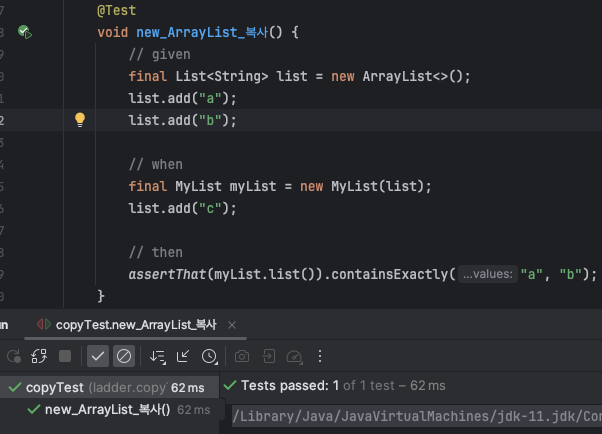 7
@Test
8
void new_ArrayList_복사() {
9
// given
0
final List<String> list = new ArrayList<>();
1
list.add("a");
2
list.add("b");
3
4
// when
5
final MyList myList = new MyList(list);
6
list.add("c");
7
8
// then
9
assertThat(myList.list()).containsExactly( ...values: "a", "b");
0
}
un
copyTest.new_ArrayList_복사 ×
copyTest (ladder.copy 62 ms
Tests passed: 1 of 1 test – 62 ms
new_ArrayList_복사() 62 ms
/Library/Java/JavaVirtualMachines/jdk-11.jdk/Con